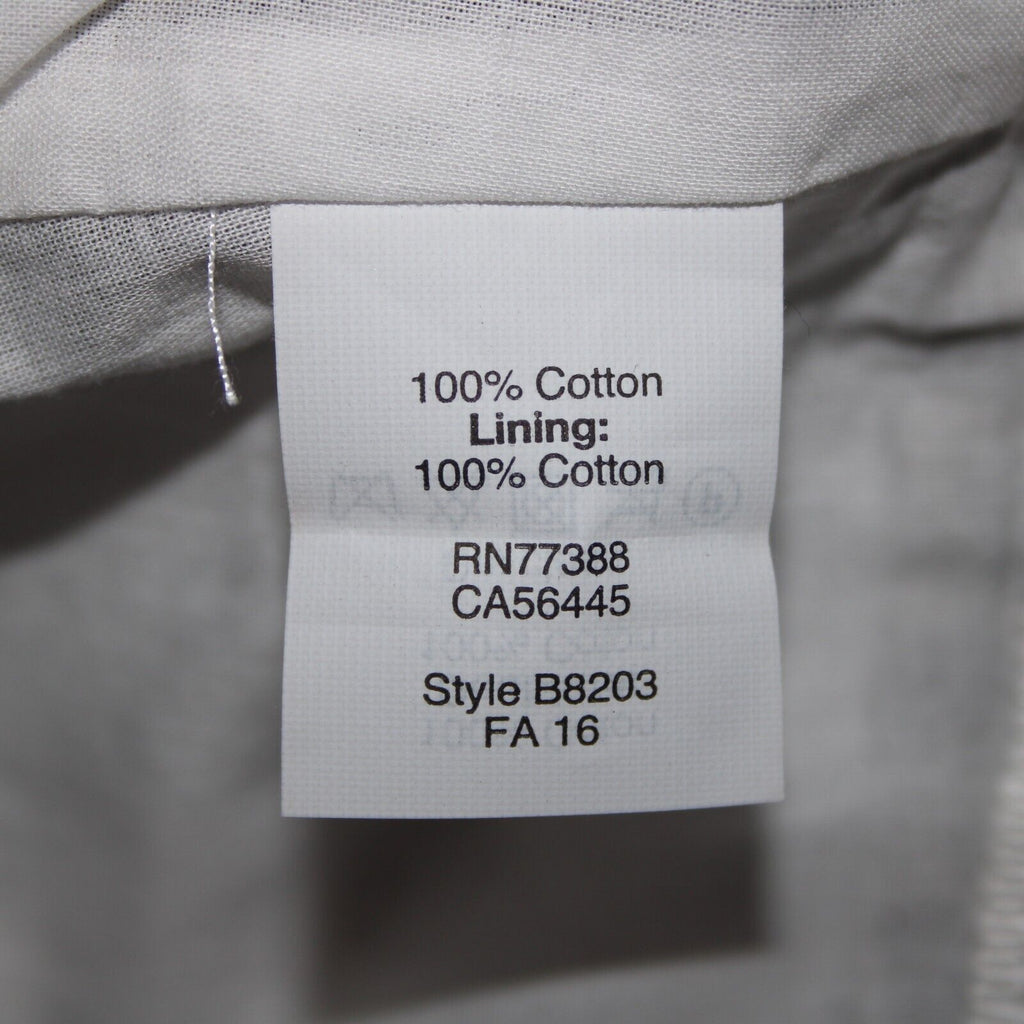 100% Cotton
Lining:
100% Cotton
RN77388
CA56445
Style B8203
FA 16